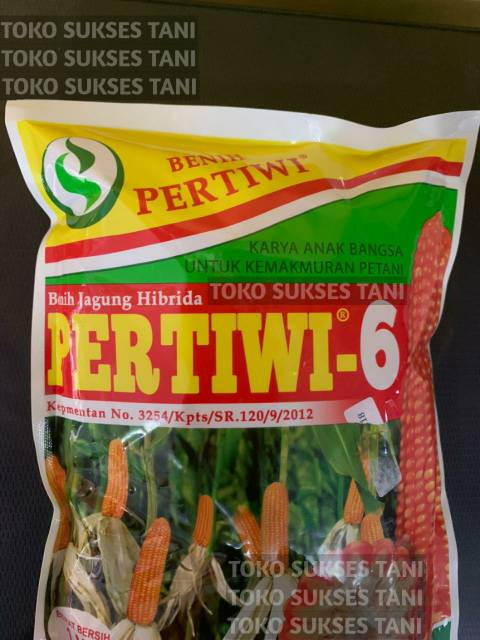 TOKO SUKSES TANI
TOKO SUKSES TANI
TOKO SUKSES TANI
BENIH
PERTIWI®
KARYA ANAK BANGSA
UNTUK KEMAKMURAN PETANI
TOKO SUKSES TANI
Benih Jagung Hibrida
PERTIWI®-6
Kepmentan No. 3254/Kpts/SR.120/9/2012
TOKO SUKSES TANI
TOKO SUKSES TANI
TOKO SUKSES TANI
BERSIH